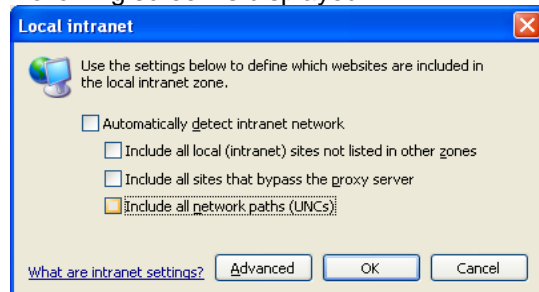 Local intranet
Use the settings below to define which websites are included in
the local intranet zone.
Automatically detect intranet network
Include all local (intranet) sites not listed in other zones
Include all sites that bypass the proxy server
Include all network paths (UNCs)
What are intranet settings? Advanced OK Cancel